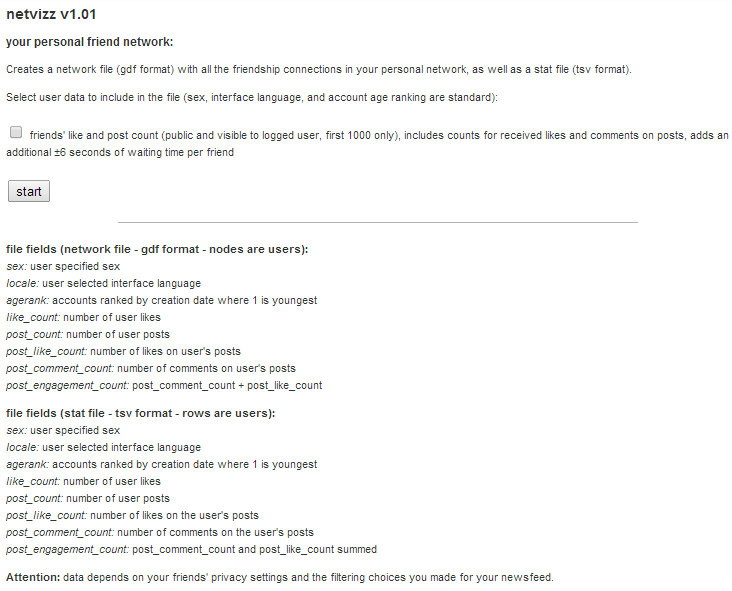 netvizz v1.01
your personal friend network:
Creates a network file (gdf format) with all the friendship connections in your personal network, as well as a stat file (tsv format).
Select user data to include in the file (sex, interface language, and account age ranking are standard):
friends' like and post count (public and visible to logged user, first 1000 only), includes counts for received likes and comments on posts, adds an
additional ±6 seconds of waiting time per friend
start
file fields (network file - gdf format - nodes are users):
sex: user specified sex
locale: user selected interface language
agerank: accounts ranked by creation date where 1 is youngest
like_count: number of user likes
post_count: number of user posts
post_like_count: number of likes on user's posts
post_comment_count: number of comments on user's posts
post_engagement_count: post_comment_count + post_like_count
file fields (stat file - tsv format - rows are users):
sex: user specified sex
locale: user selected interface language
agerank: accounts ranked by creation date where 1 is youngest
like_count: number of user likes
post_count: number of user posts
post_like_count: number of likes on the user's posts
post_comment_count: number of comments on the user's posts
post_engagement_count: post_comment_count and post_like_count summed
Attention: data depends on your friends' privacy settings and the filtering choices you made for your newsfeed.